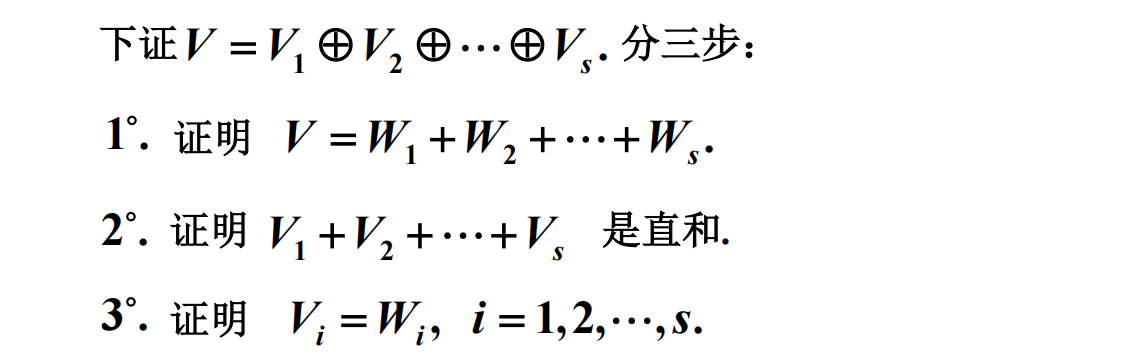 下证V = V₁ ⊕ V₂ ⊕ ⋯ ⊕ Vₛ. 分三步：
1°. 证明 V = W₁ + W₂ + ⋯ + Wₛ.
2°. 证明 V₁ + V₂ + ⋯ + Vₛ 是直和.
3°. 证明 Vᵢ = Wᵢ, i = 1,2,⋯,s.